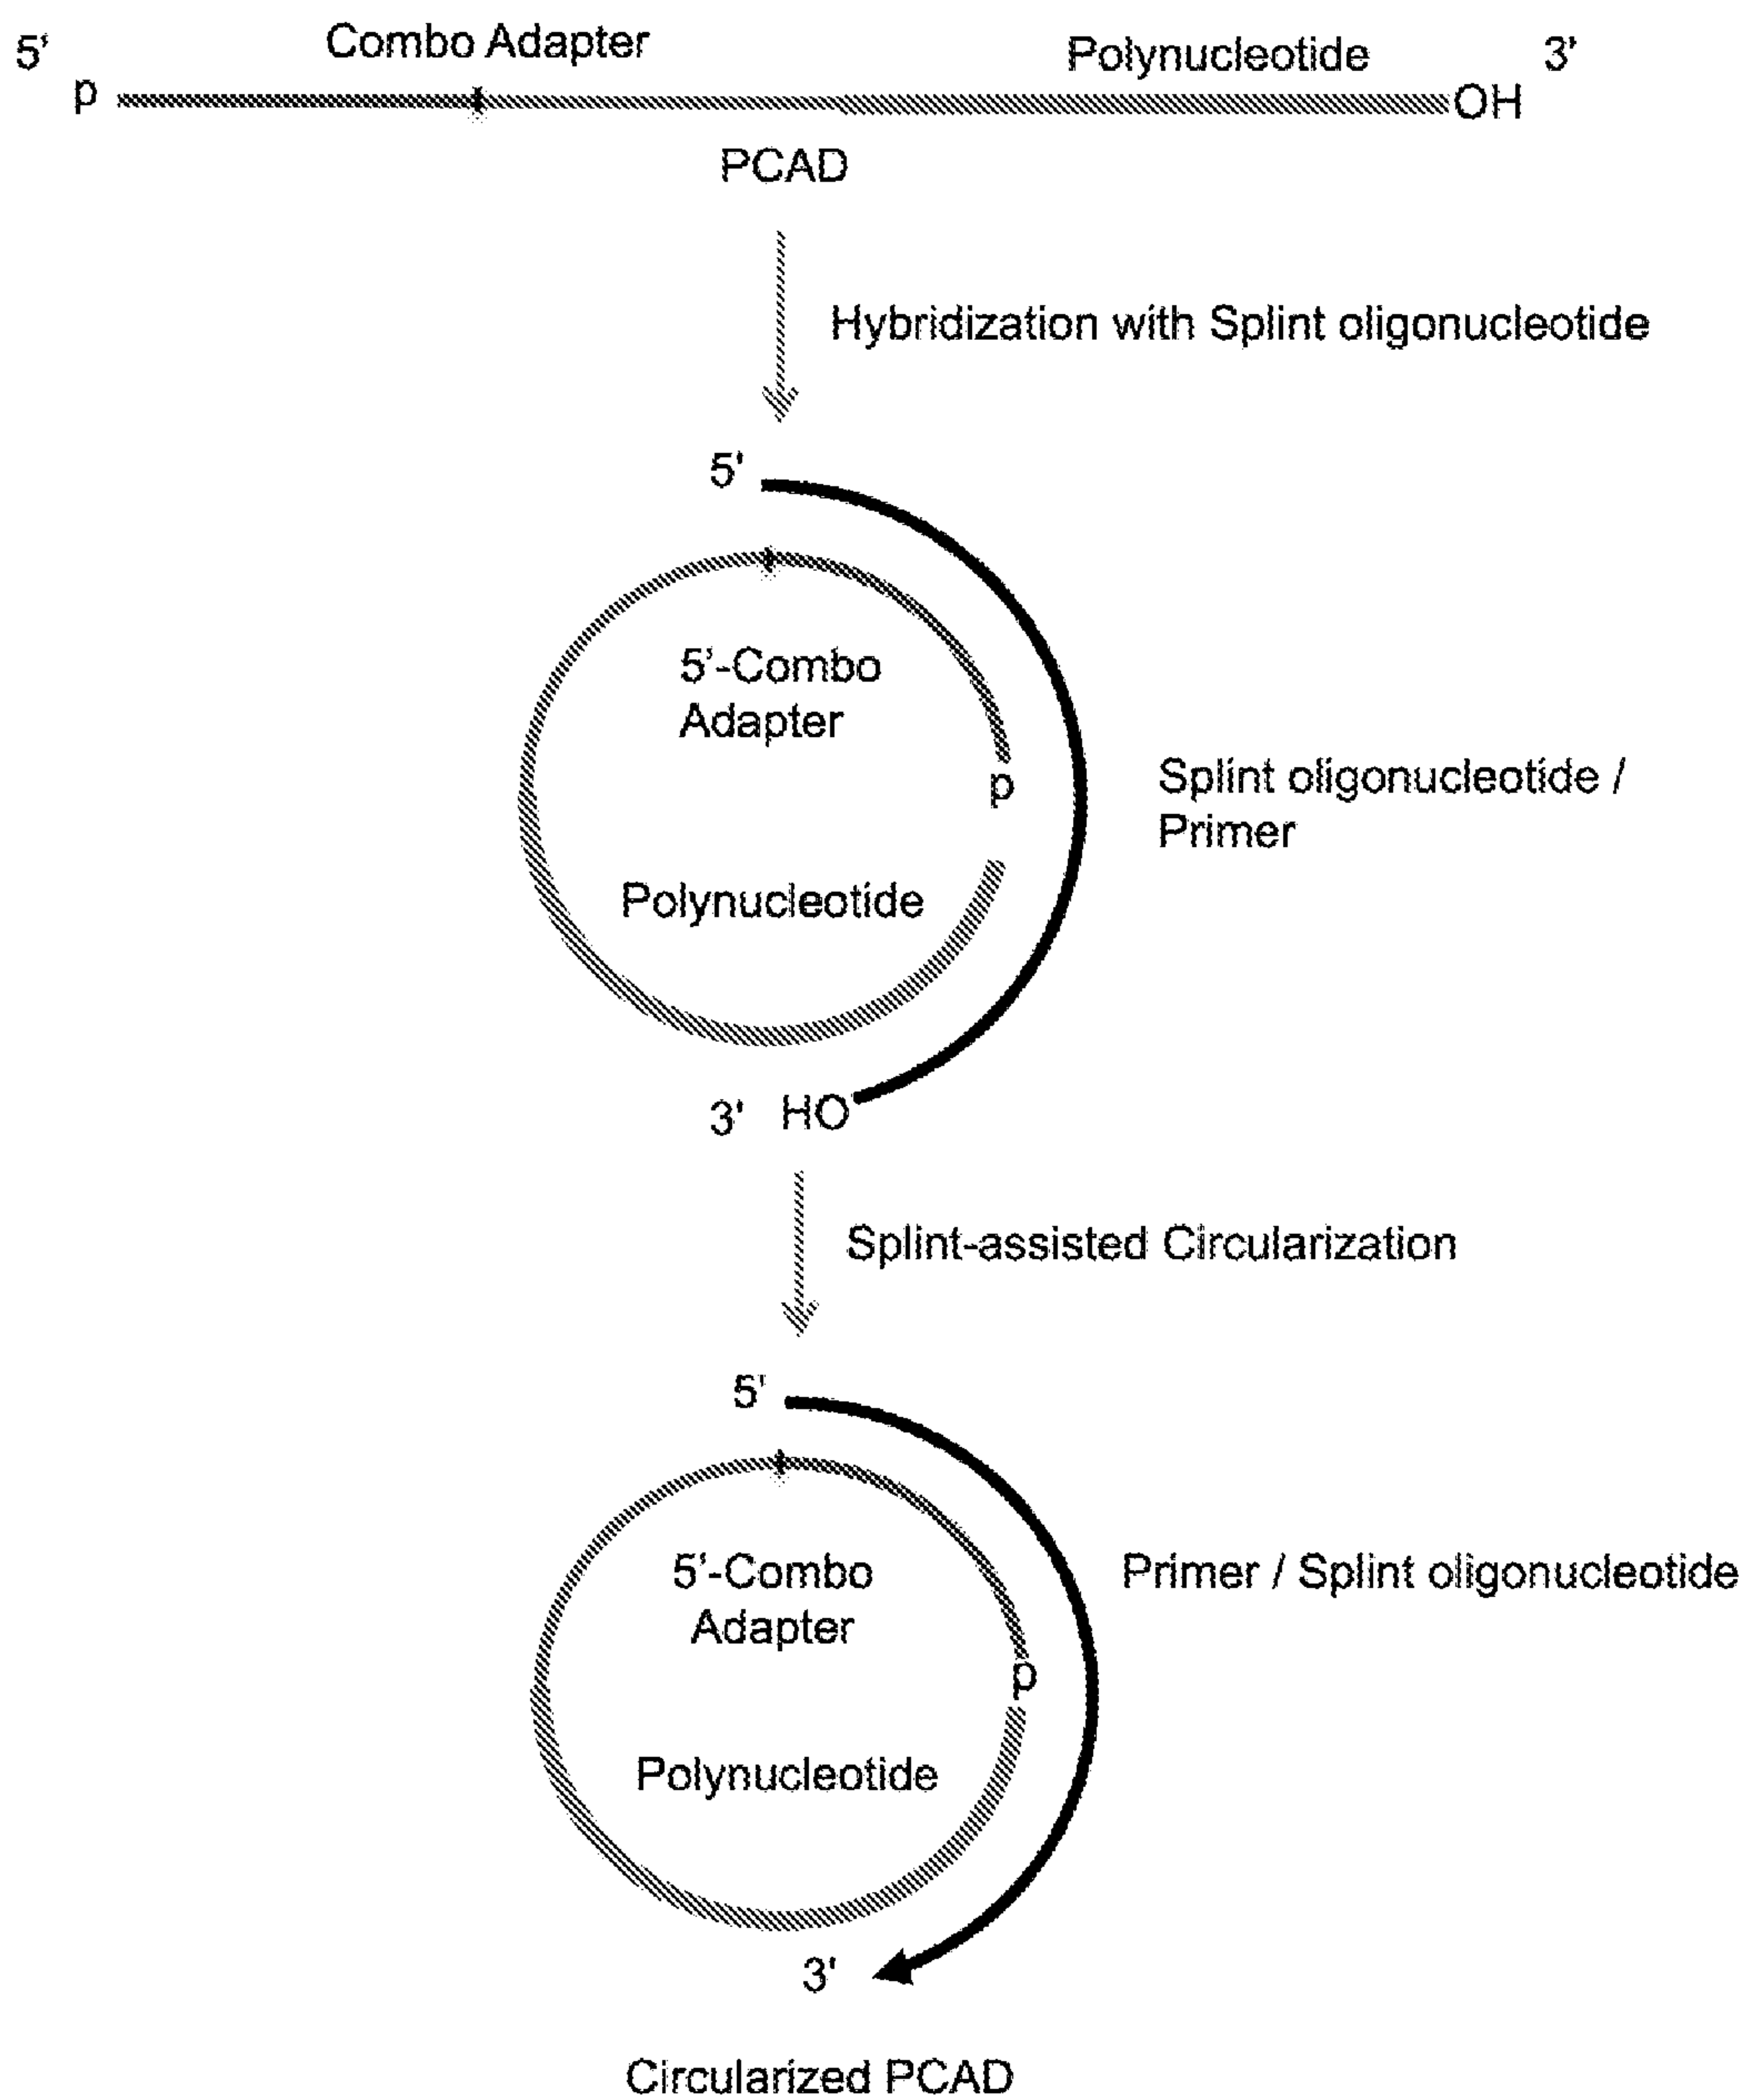 5'
Combo Adapter
Polynucleotide
3'
p
OH
PCAD
Hybridization with Splint oligonucleotide
5'
5'-Combo
Adapter
p
Splint oligonucleotide /
Primer
Polynucleotide
3'
HO
Splint-assisted Circularization
5'
5'-Combo
Adapter
Primer / Splint oligonucleotide
p
Polynucleotide
3'
Circularized PCAD